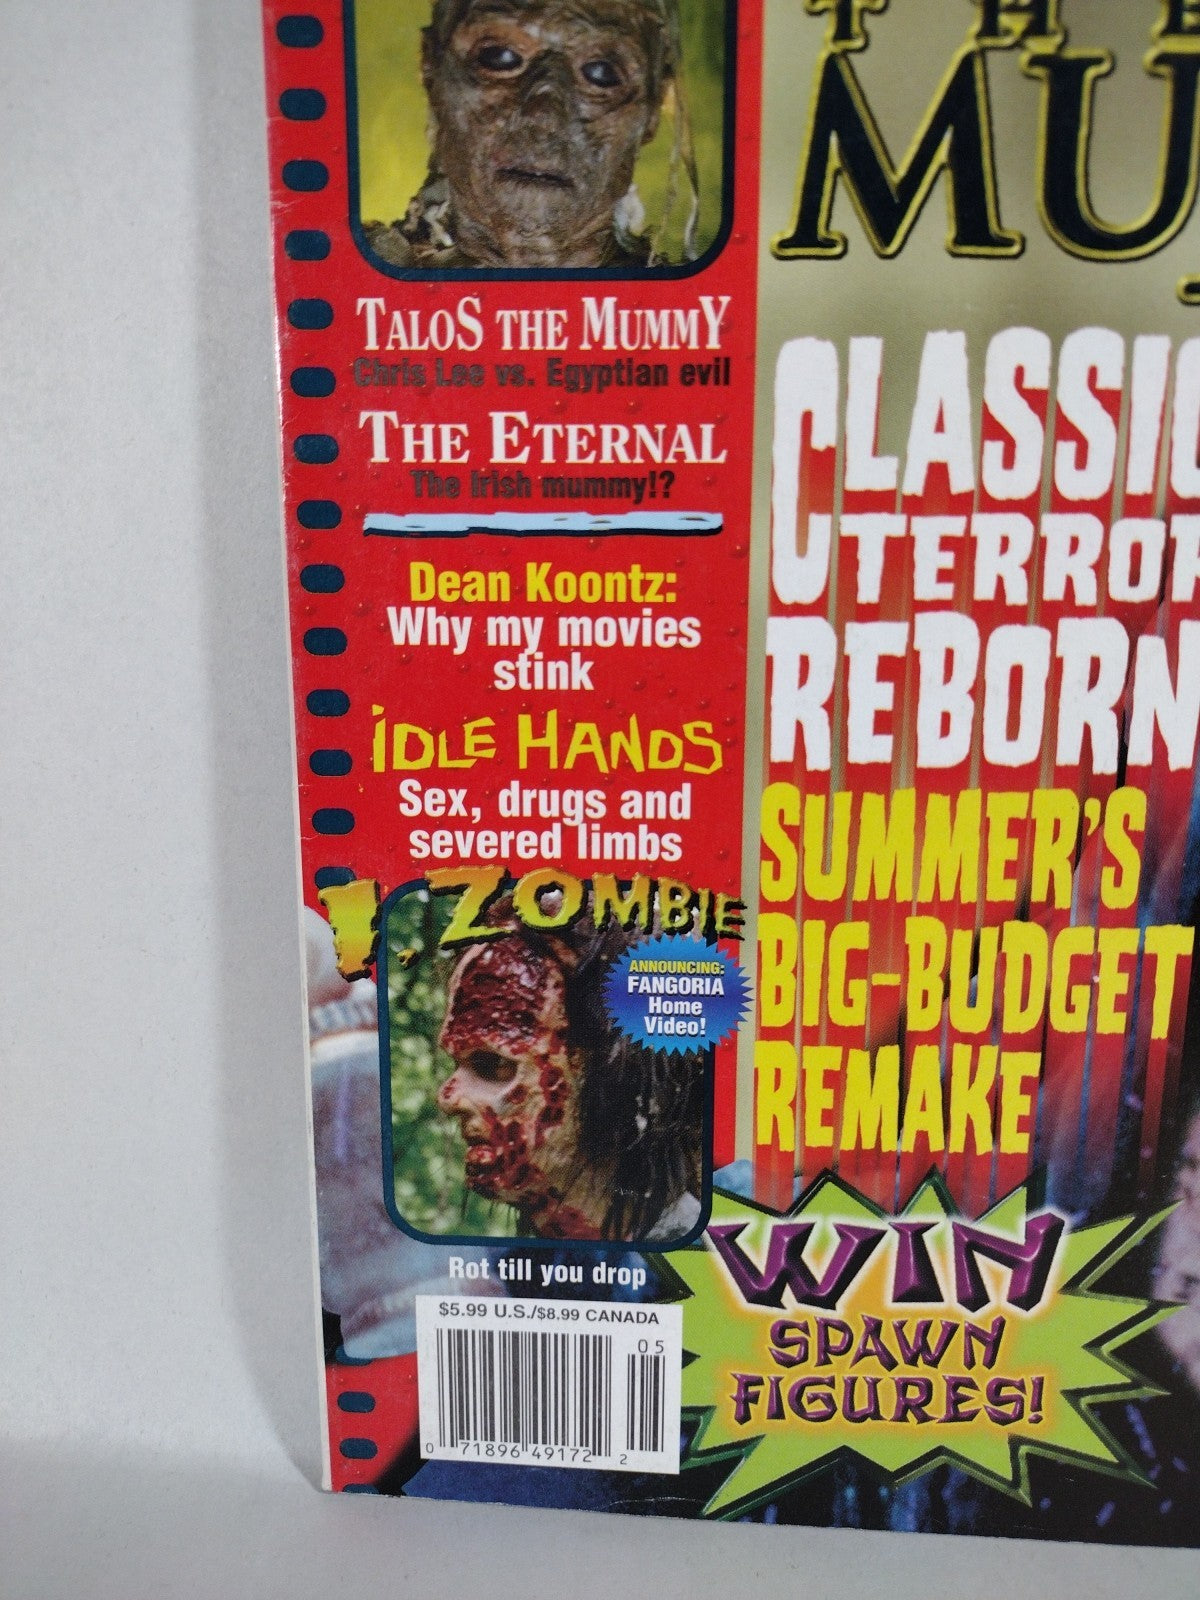 TALOS THE MUMMY
Chris Lee vs. Egyptian evil
THE ETERNAL
The Irish mummy!?
Dean Koontz:
Why my movies
stink
IDLE HANDS
Sex, drugs and
severed limbs
I, ZOMBIE
ANNOUNCING:
FANGORIA
Home
Video!
Rot till you drop
$5.99 U.S./$8.99 CANADA
05
0 71896 49172 2
THE
MU
CLASSIC
TERROR
REBORN
SUMMER'S
BIG-BUDGET
REMAKE
WIN
SPAWN
FIGURES!